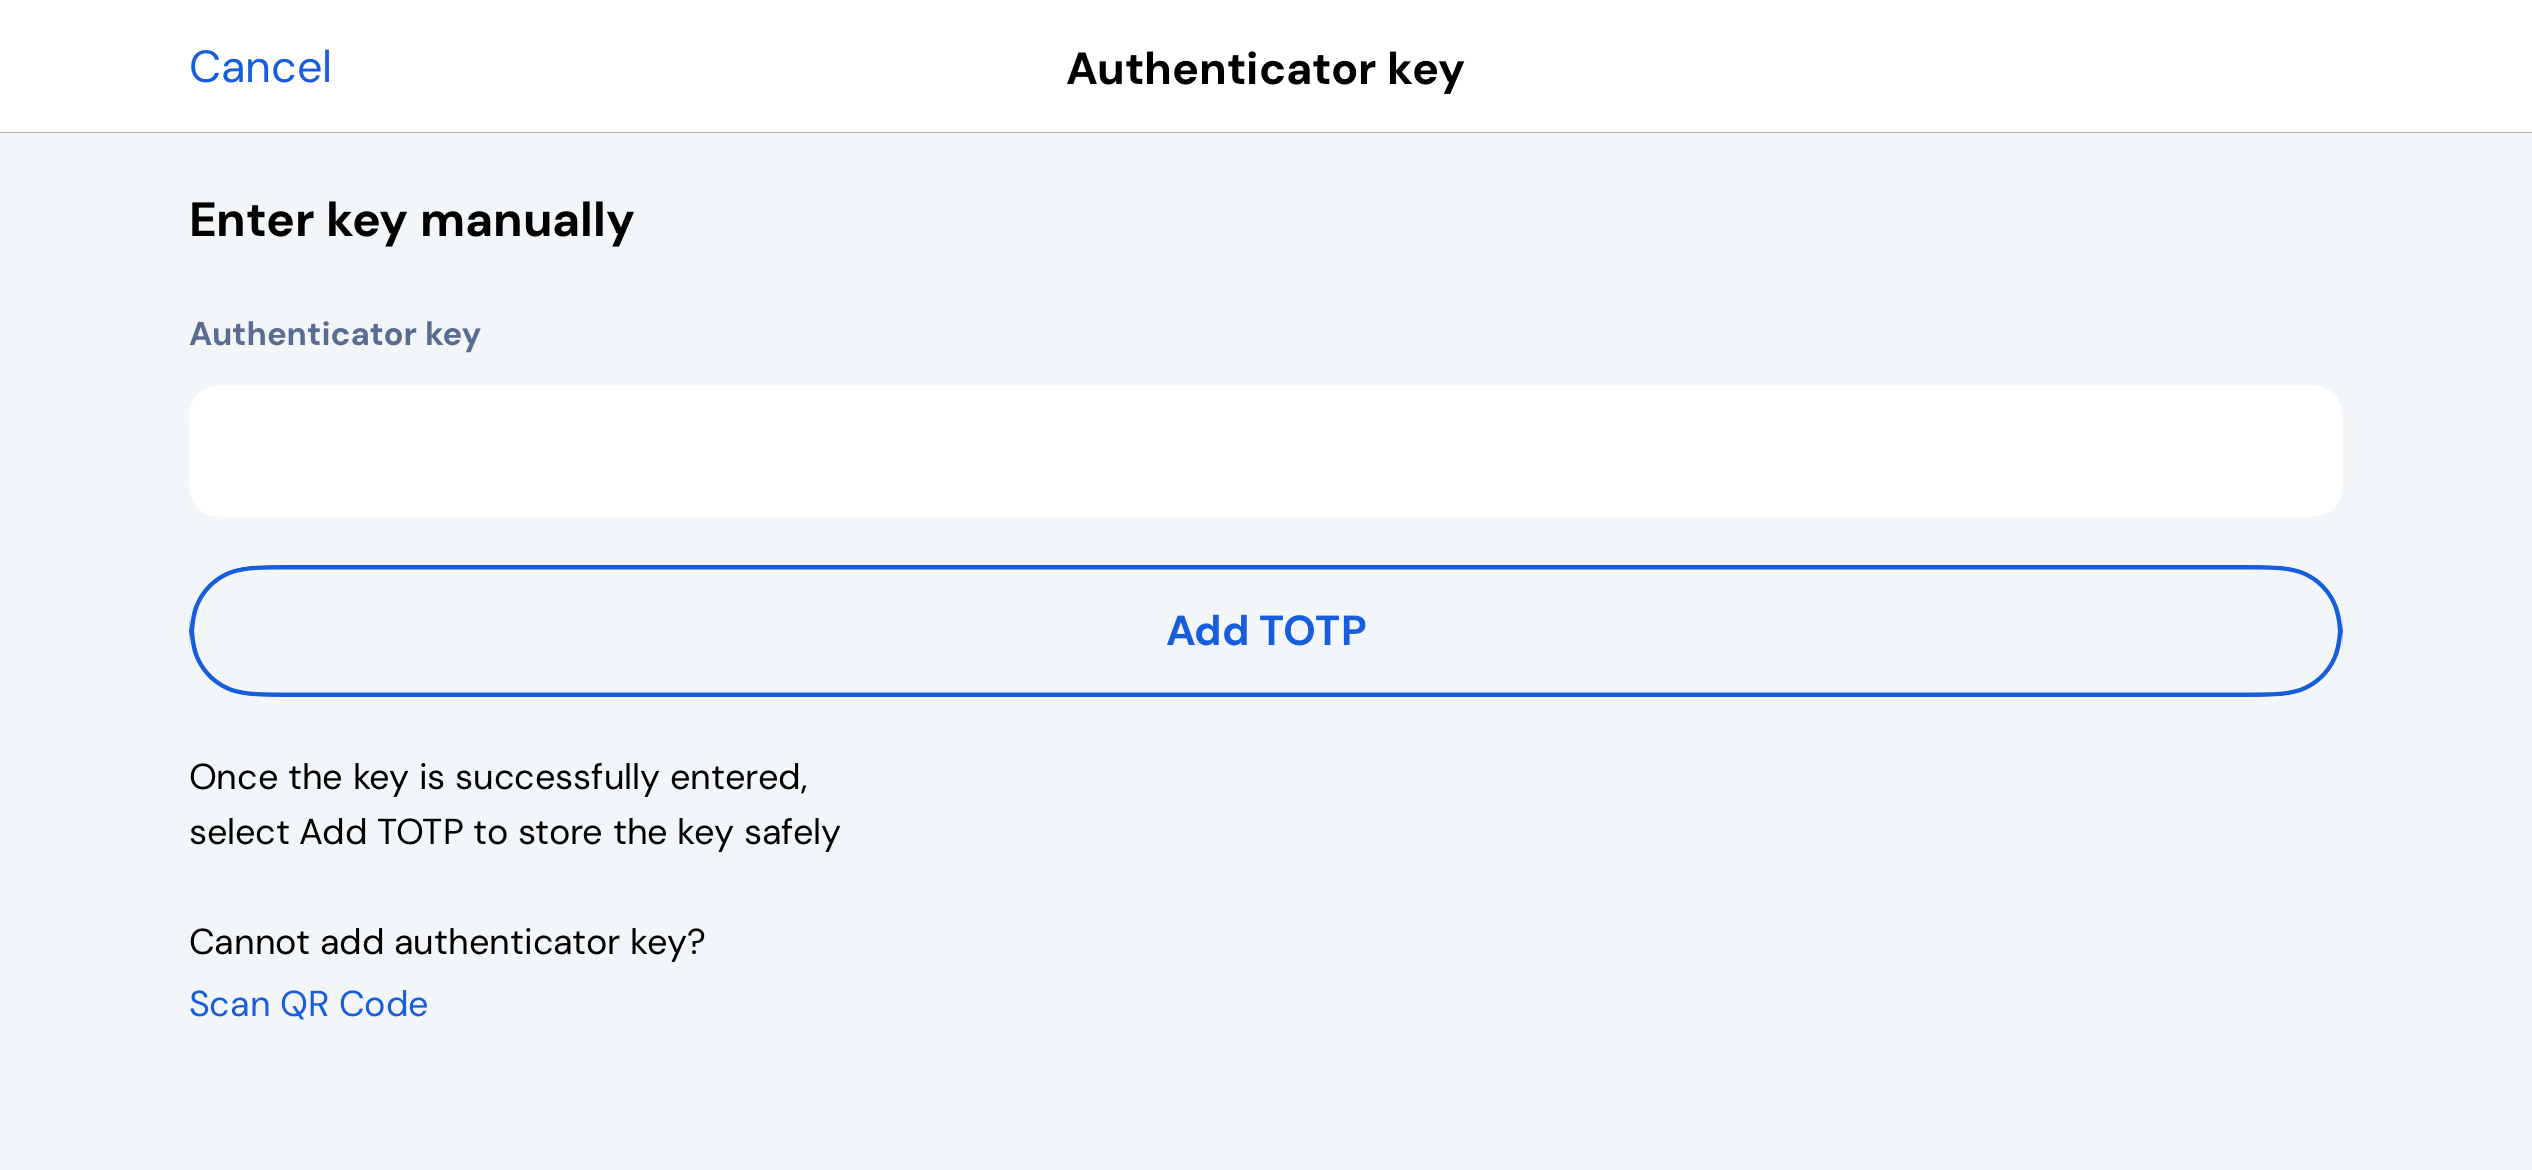 Cancel
Authenticator key
Enter key manually
Authenticator key
Add TOTP
Once the key is successfully entered,
select Add TOTP to store the key safely
Cannot add authenticator key?
Scan QR Code